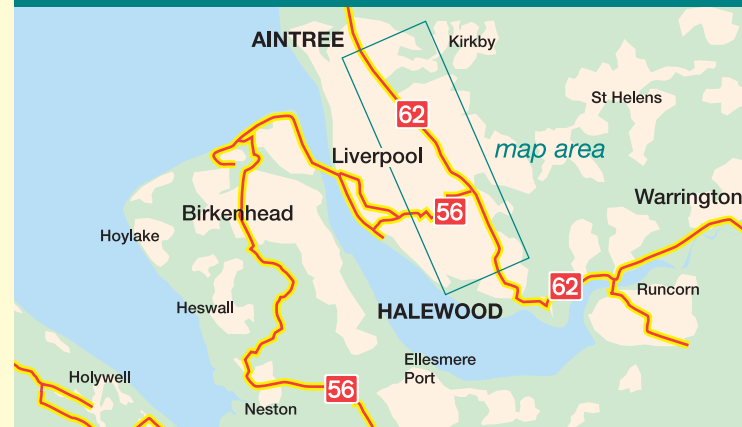 AINTREE
Kirkby
St Helens
62
Liverpool
map area
Warrington
Birkenhead
56
Hoylake
62
Runcorn
Heswall
HALEWOOD
Ellesmere
Port
Holywell
56
Neston